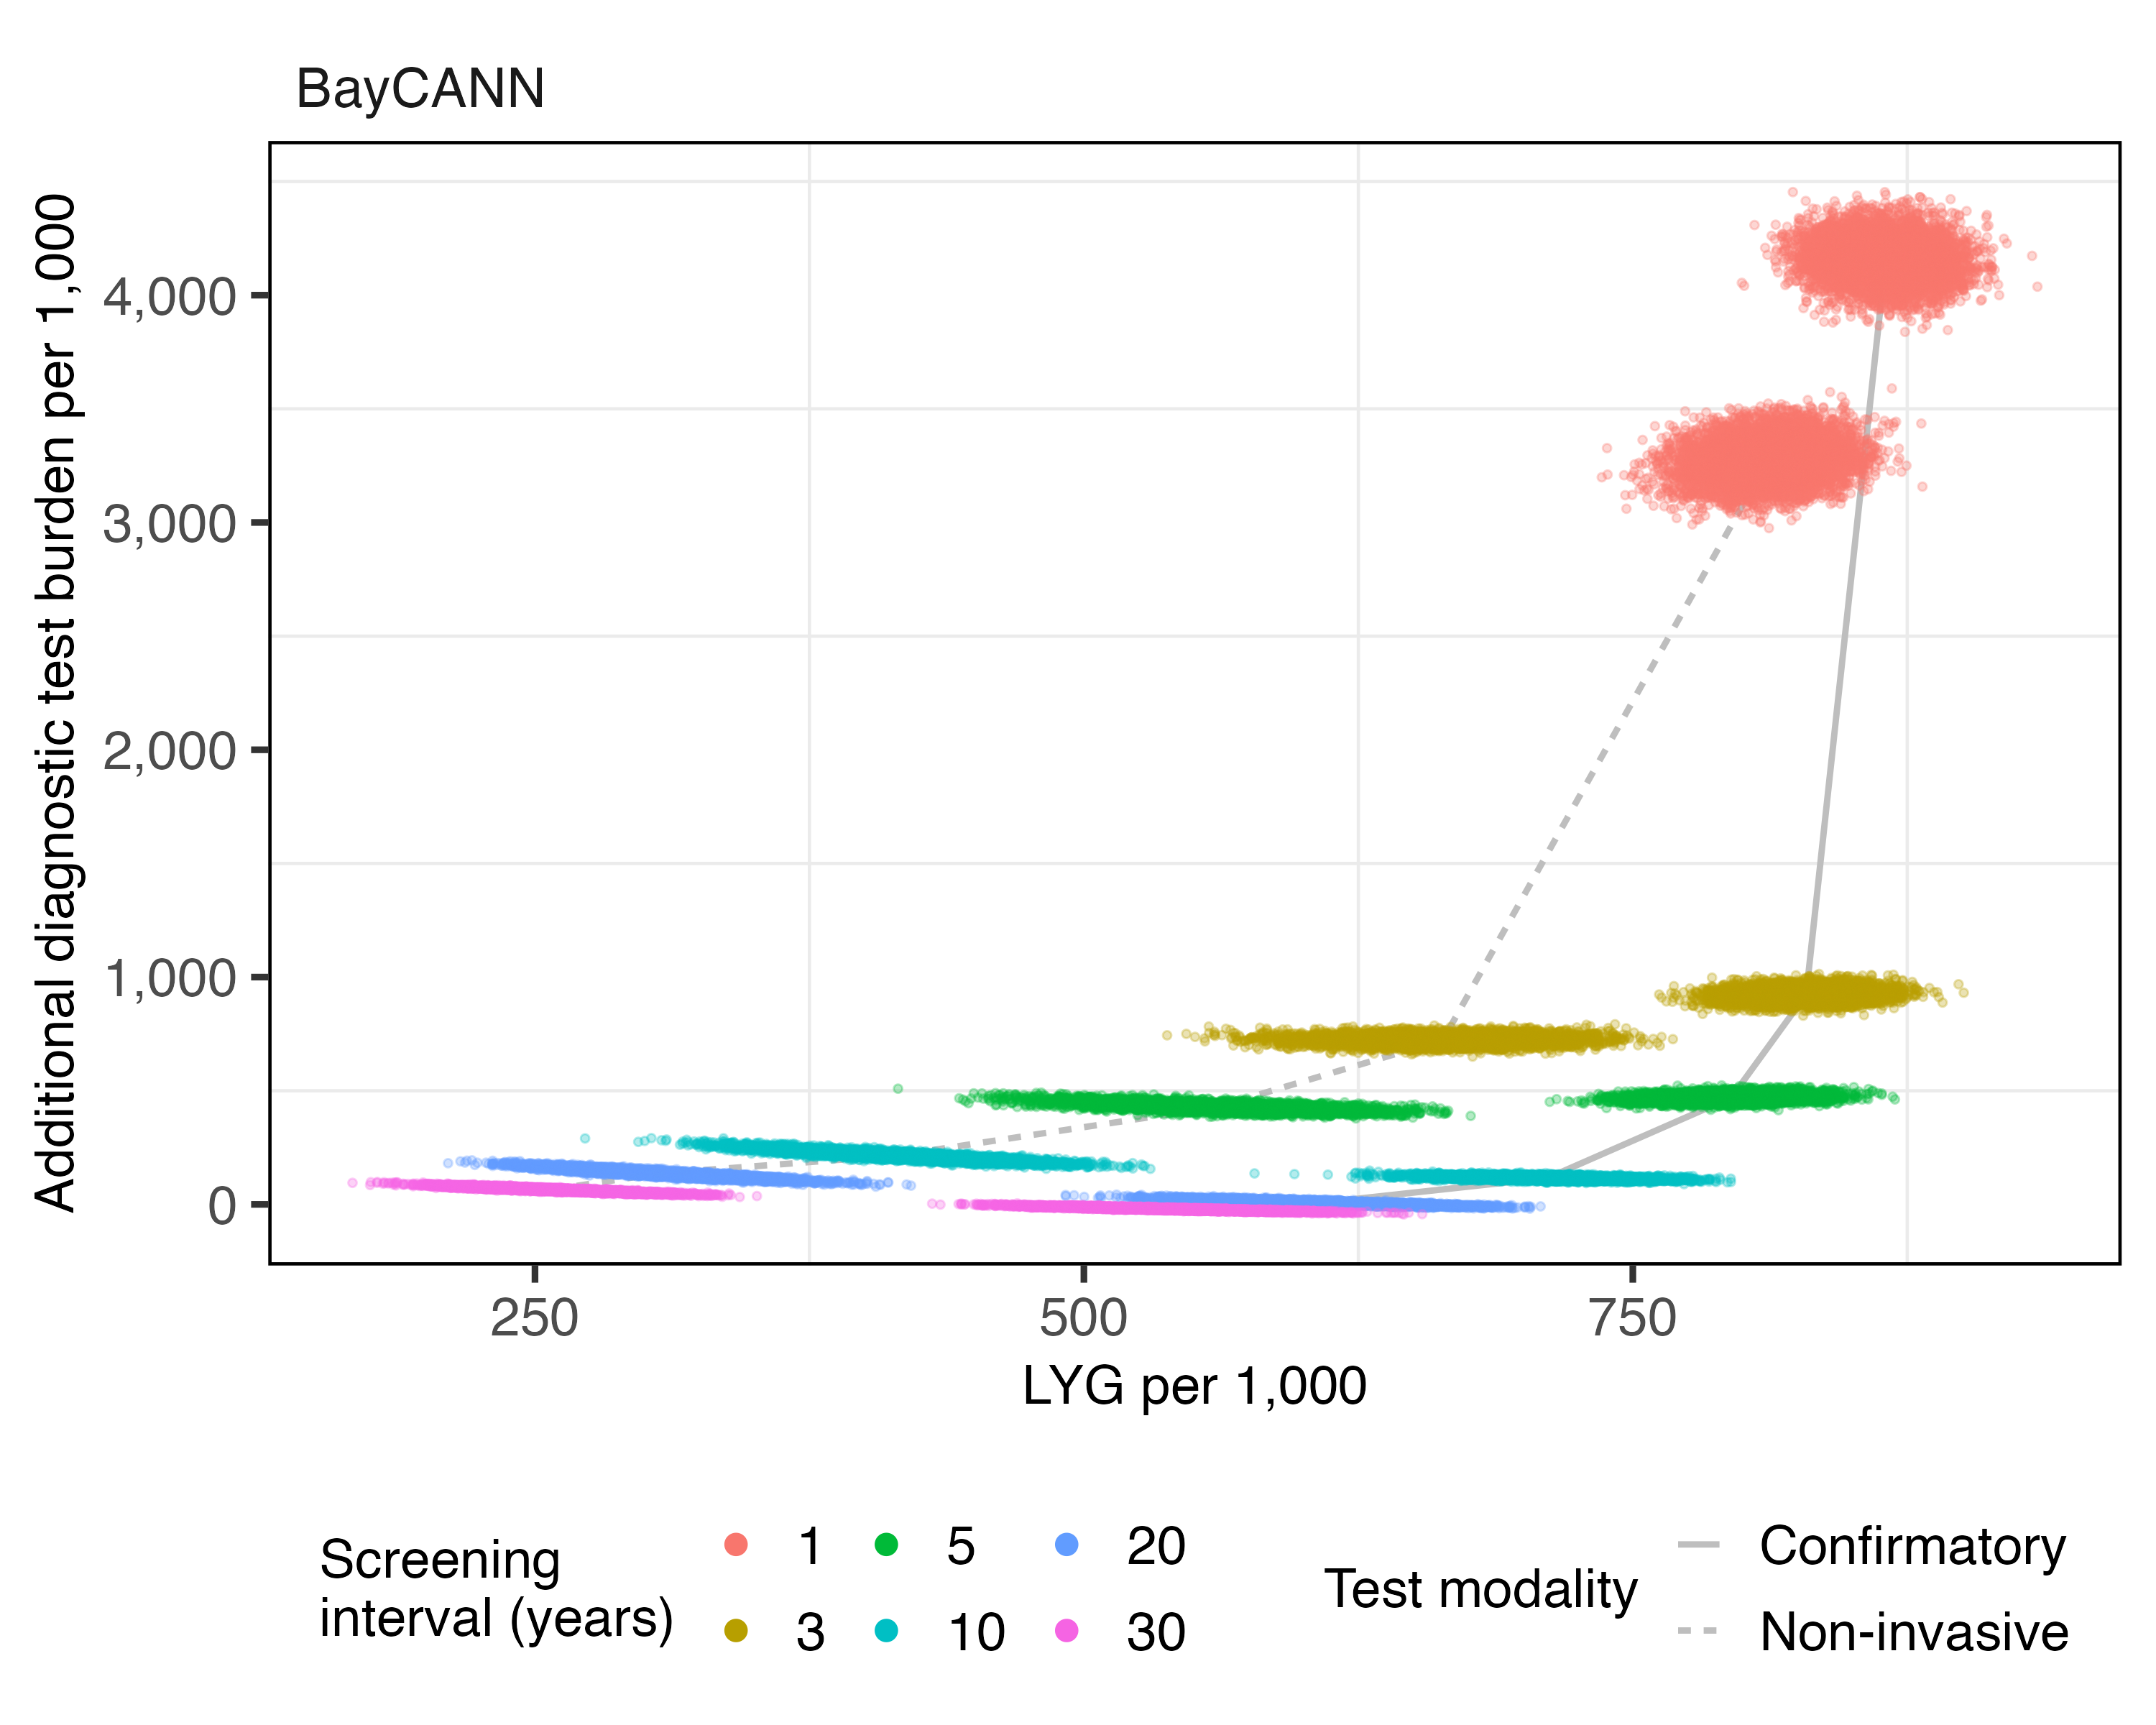 BayCANN
Additional diagnostic test burden per 1,000
4,000
3,000
2,000
1,000
0
250
500
750
LYG per 1,000
Screening
interval (years)
1
3
5
10
20
30
Test modality
Confirmatory
Non-invasive